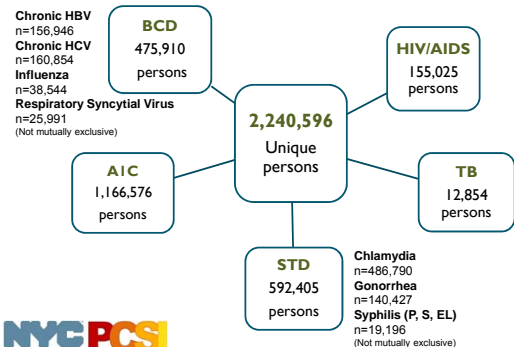 Chronic HBV
n=156,946
Chronic HCV
n=160,854
Influenza
n=38,544
Respiratory Syncytial Virus
n=25,991
(Not mutually exclusive)
BCD
475,910
persons
HIV/AIDS
155,025
persons
2,240,596
Unique
persons
A1C
1,166,576
persons
TB
12,854
persons
STD
592,405
persons
Chlamydia
n=486,790
Gonorrhea
n=140,427
Syphilis (P, S, EL)
n=19,196
(Not mutually exclusive)
NYC PCSI